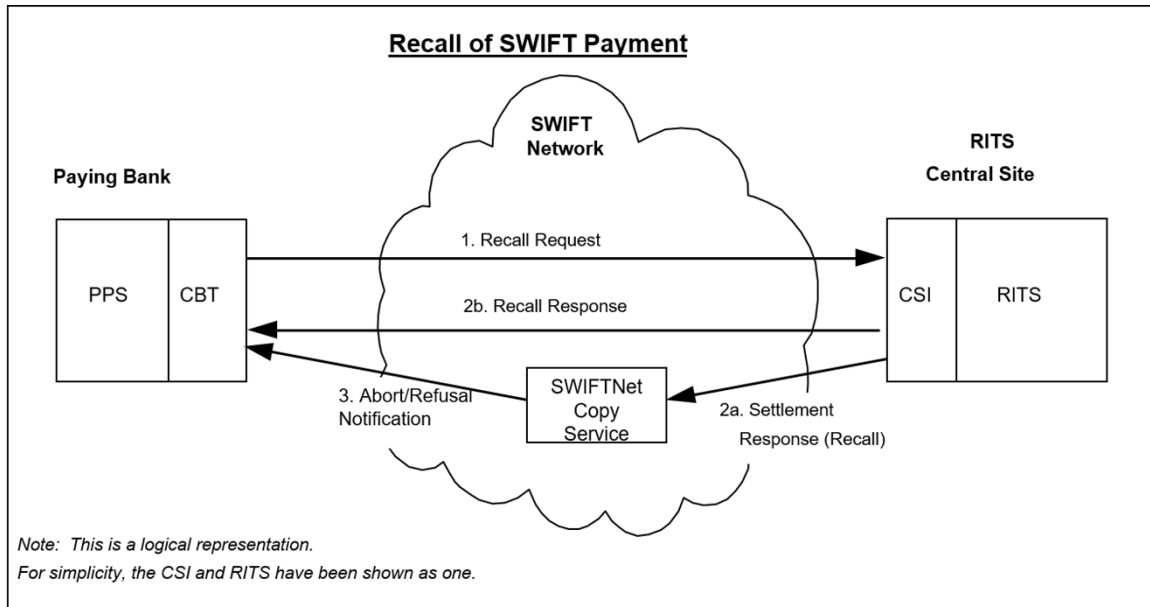 Recall of SWIFT Payment
SWIFT
Network
RITS
Central Site
Paying Bank
1. Recall Request
PPS
CBT
CSI
RITS
2b. Recall Response
3. Abort/Refusal
Notification
SWIFTNet
Copy
Service
2a. Settlement
Response (Recall)
Note: This is a logical representation.
For simplicity, the CSI and RITS have been shown as one.